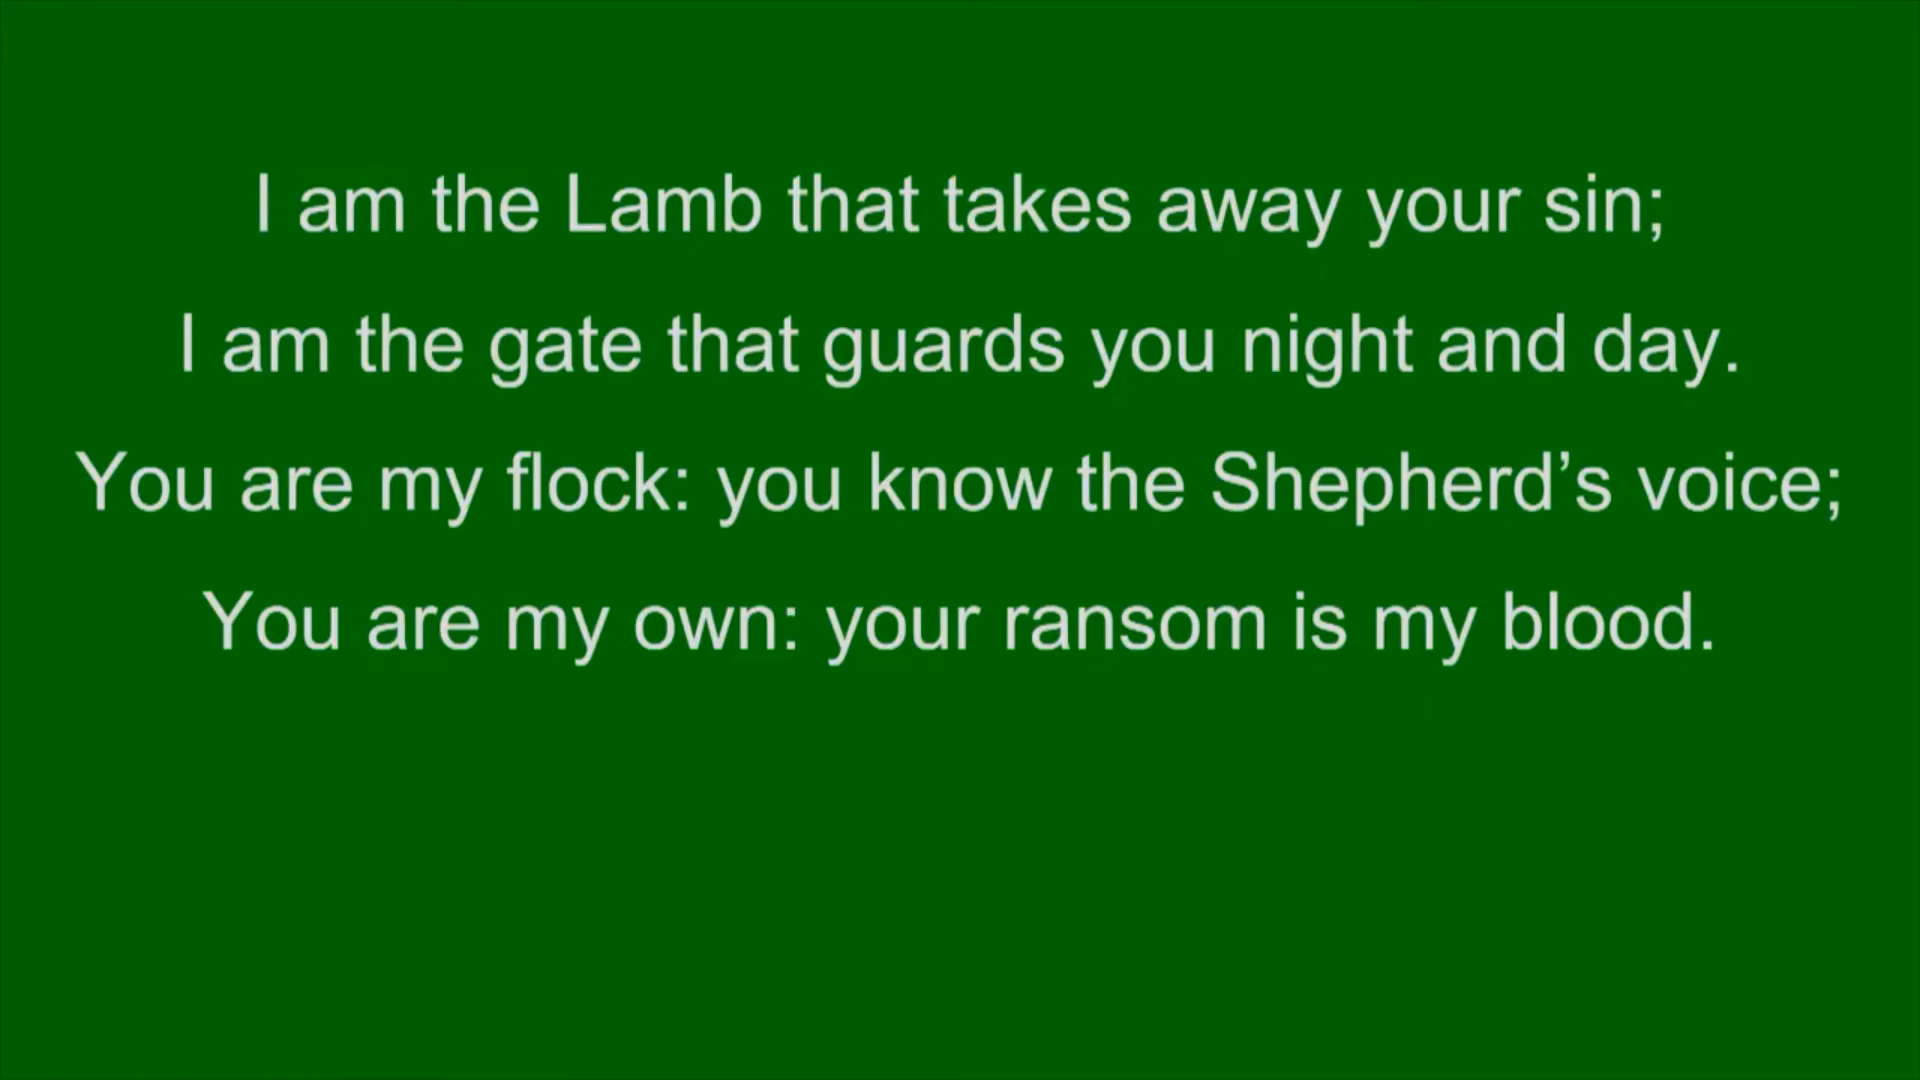 I am the Lamb that takes away your sin;
I am the gate that guards you night and day.
You are my flock: you know the Shepherd’s voice;
You are my own: your ransom is my blood.